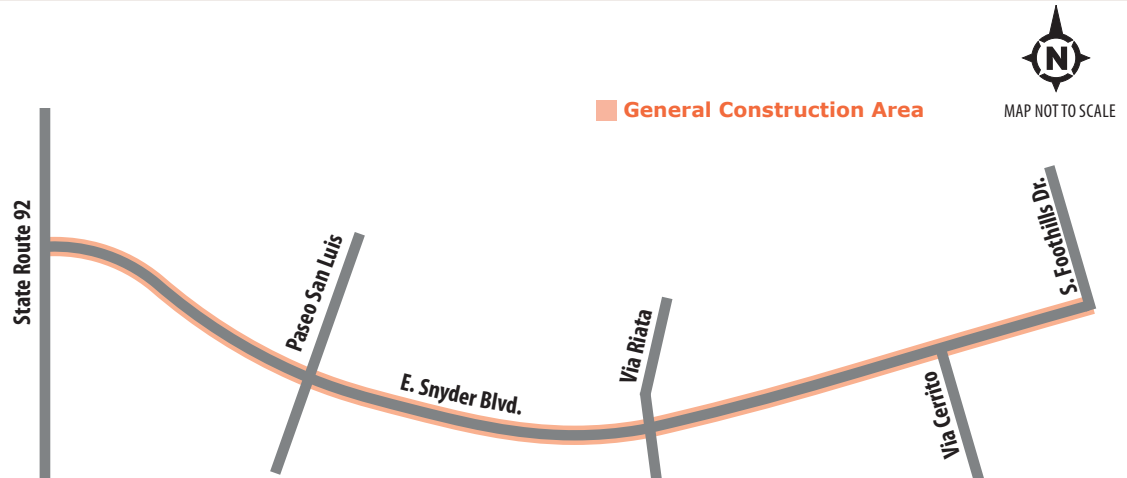 N
MAP NOT TO SCALE
General Construction Area
State Route 92
Paseo San Luis
E. Snyder Blvd.
Via Riata
Via Cerrito
S. Foothills Dr.